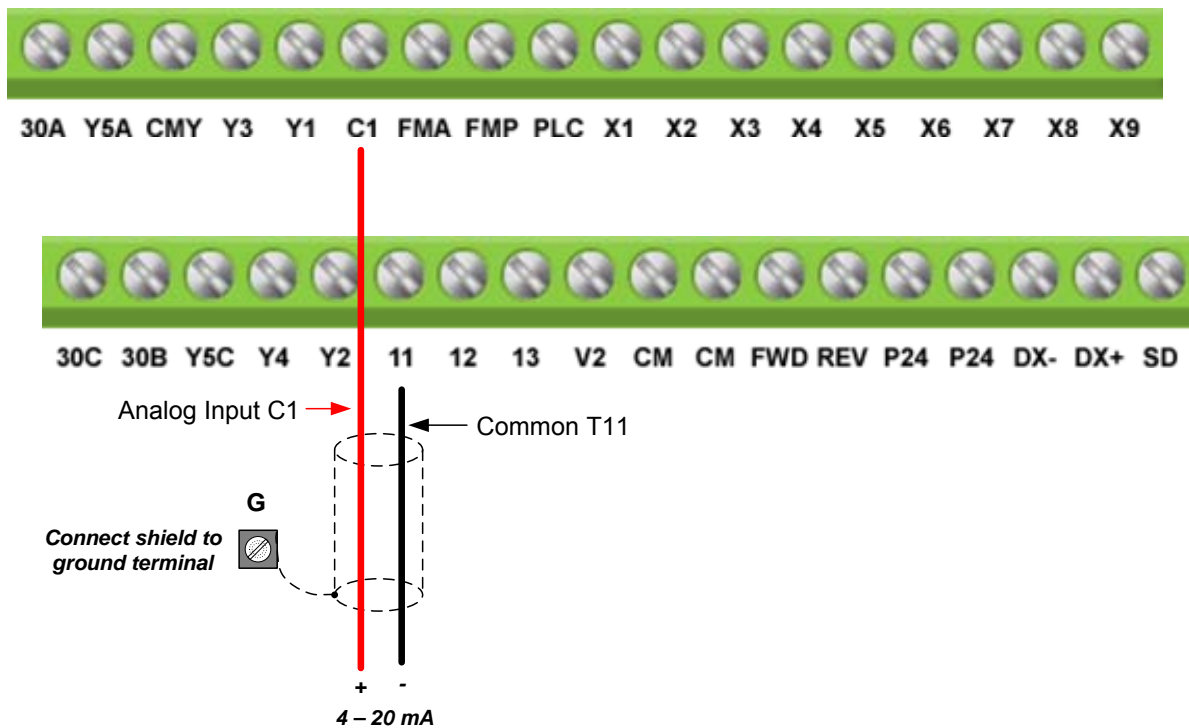 30A Y5A CMY Y3 Y1 C1 FMA FMP PLC X1 X2 X3 X4 X5 X6 X7 X8 X9
30C 30B Y5C Y4 Y2 11 12 13 V2 CM CM FWD REV P24 P24 DX- DX+ SD
Analog Input C1
Common T11
G
Connect shield to
ground terminal
+ -
4 – 20 mA